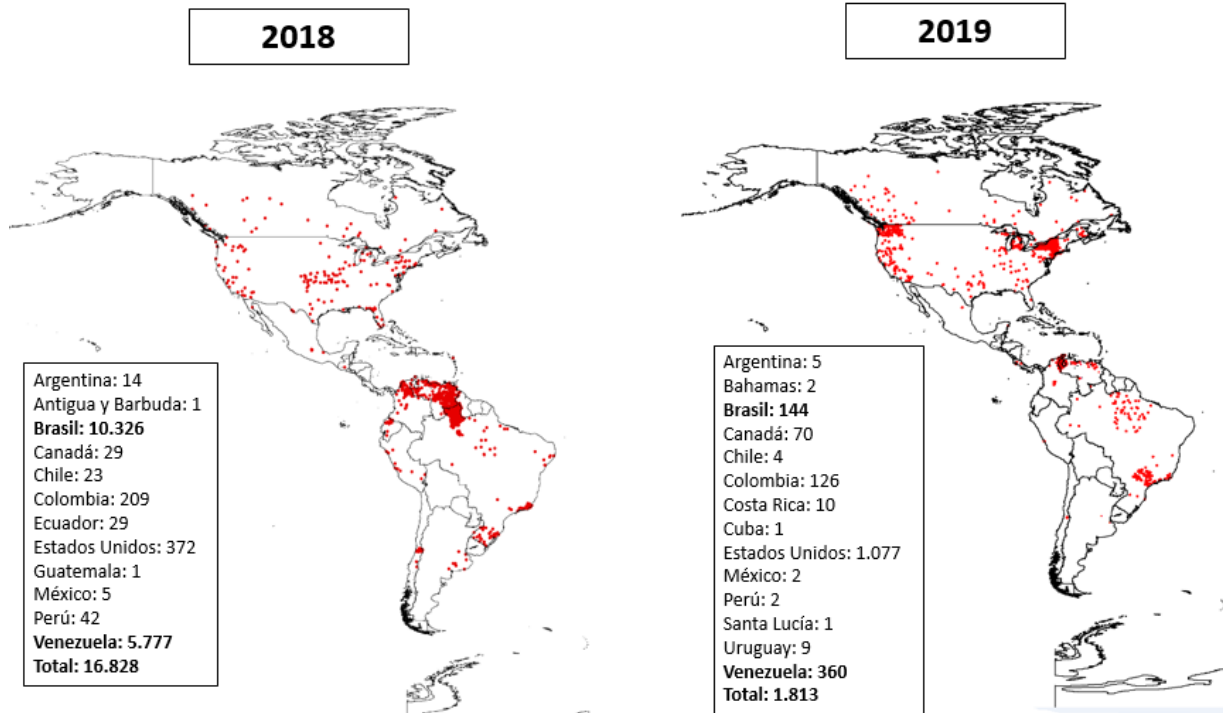 2018
Argentina: 14
Antigua y Barbuda: 1
Brasil: 10.326
Canadá: 29
Chile: 23
Colombia: 209
Ecuador: 29
Estados Unidos: 372
Guatemala: 1
México: 5
Perú: 42
Venezuela: 5.777
Total: 16.828
2019
Argentina: 5
Bahamas: 2
Brasil: 144
Canadá: 70
Chile: 4
Colombia: 126
Costa Rica: 10
Cuba: 1
Estados Unidos: 1.077
México: 2
Perú: 2
Santa Lucía: 1
Uruguay: 9
Venezuela: 360
Total: 1.813